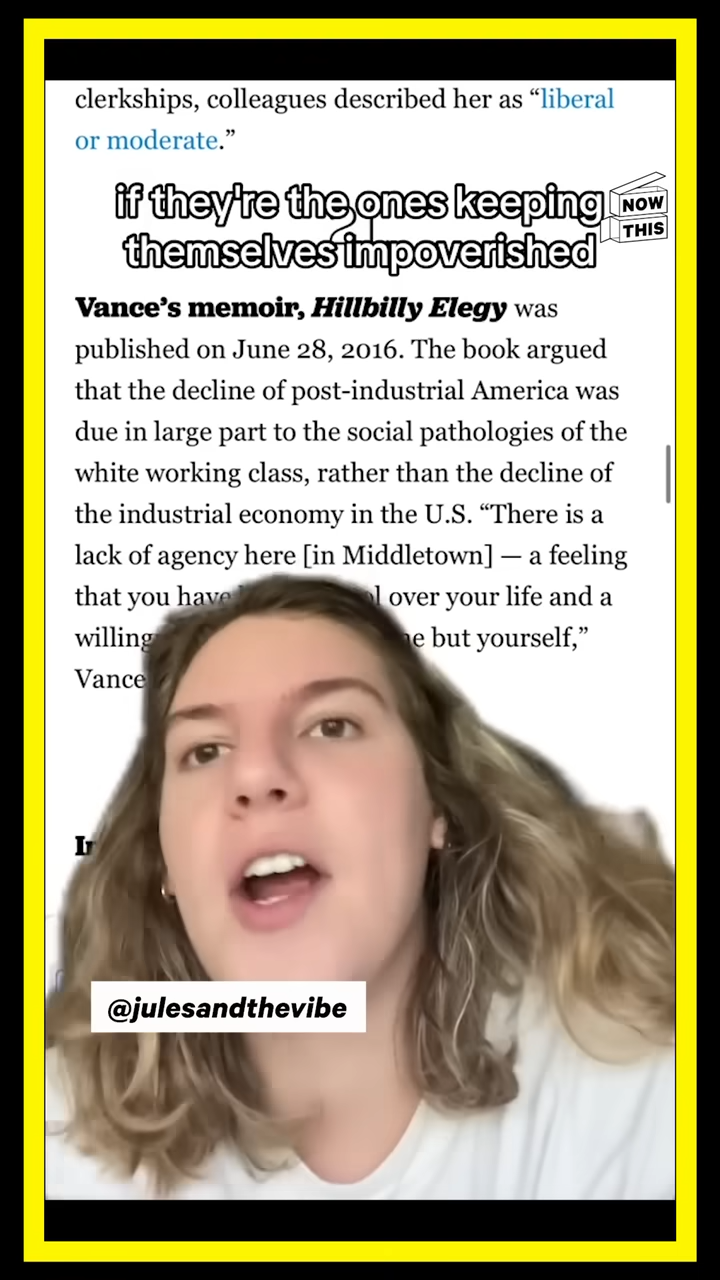 clerkships, colleagues described her as “liberal
or moderate.”
if they're the ones keeping
themselves impoverished
NOW
THIS
Vance’s memoir, Hillbilly Elegy was
published on June 28, 2016. The book argued
that the decline of post-industrial America was
due in large part to the social pathologies of the
white working class, rather than the decline of
the industrial economy in the U.S. “There is a
lack of agency here [in Middletown] — a feeling
that you have over your life and a
but yourself,”
Vance
@julesandthevibe